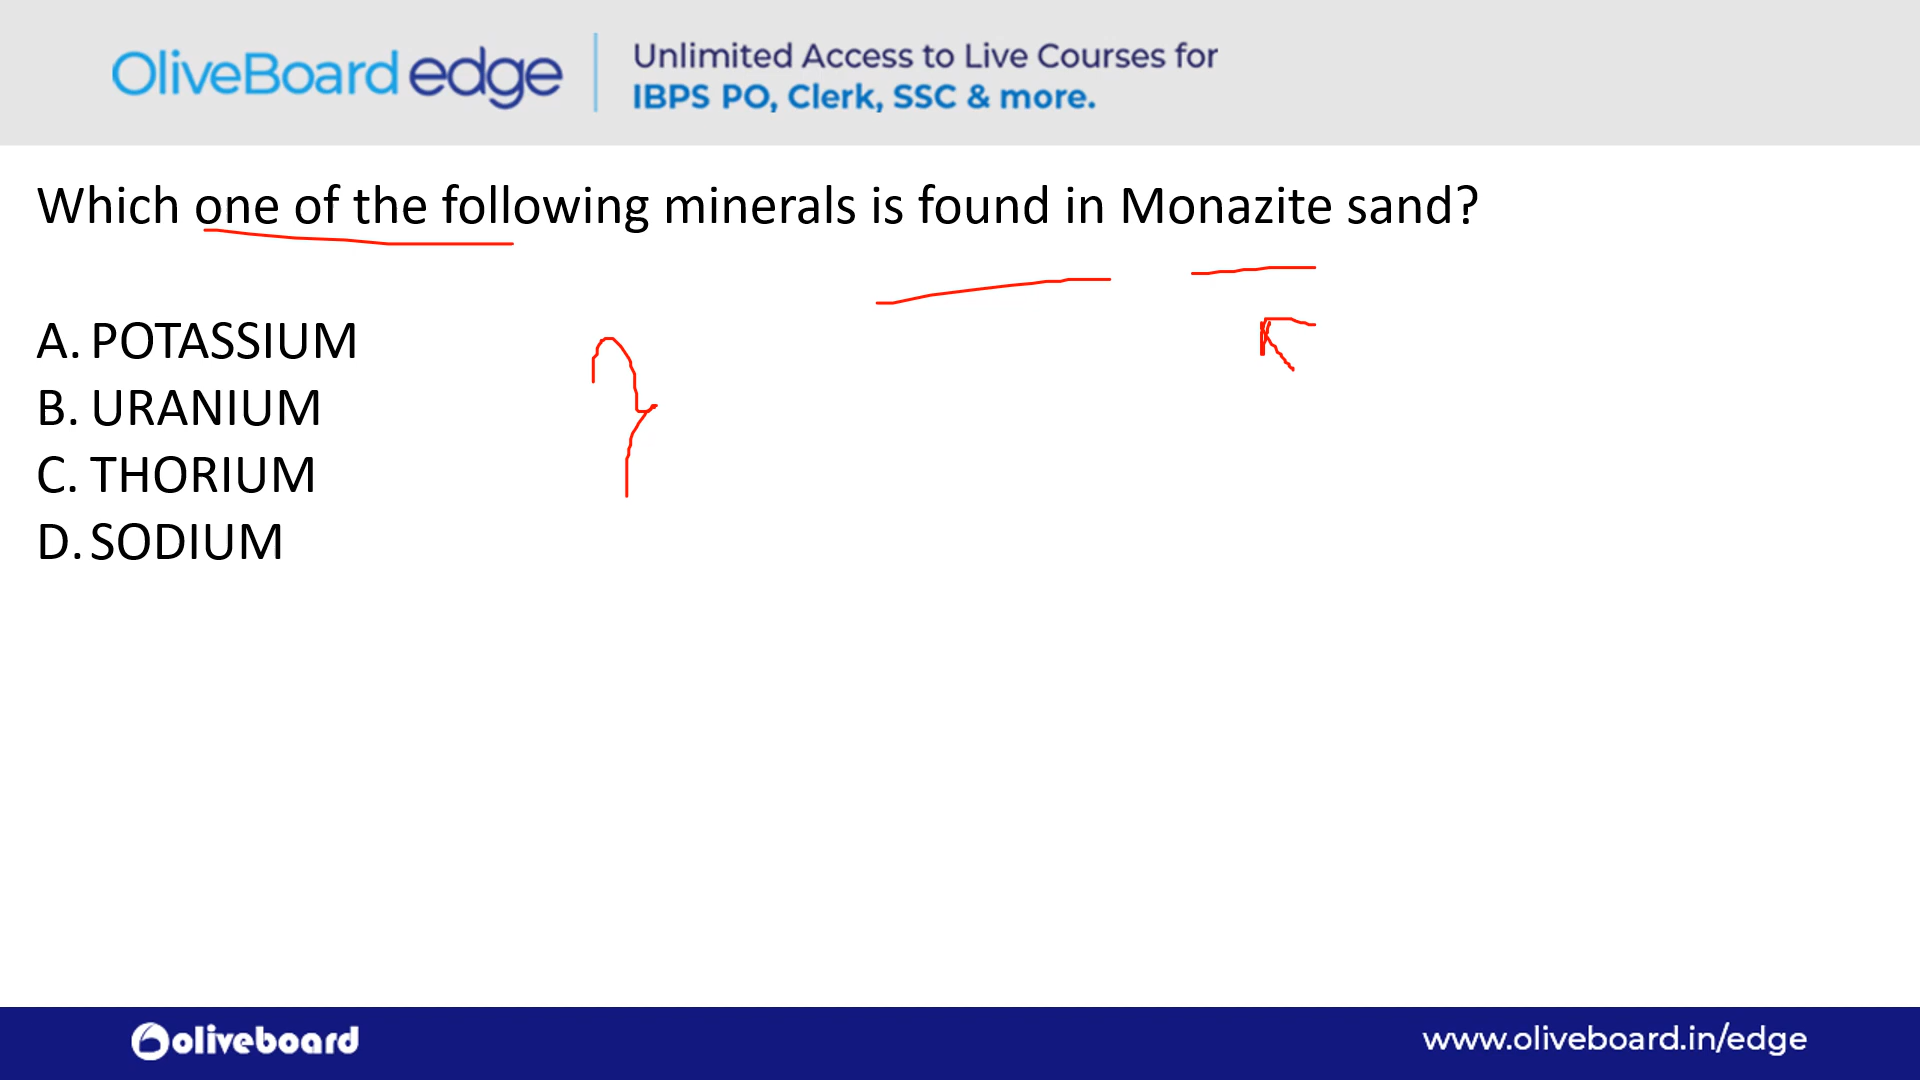 OliveBoard edge
Unlimited Access to Live Courses for
IBPS PO, Clerk, SSC & more.
Which one of the following minerals is found in Monazite sand?
A. POTASSIUM
B. URANIUM
C. THORIUM
D. SODIUM
oliveboard
www.oliveboard.in/edge